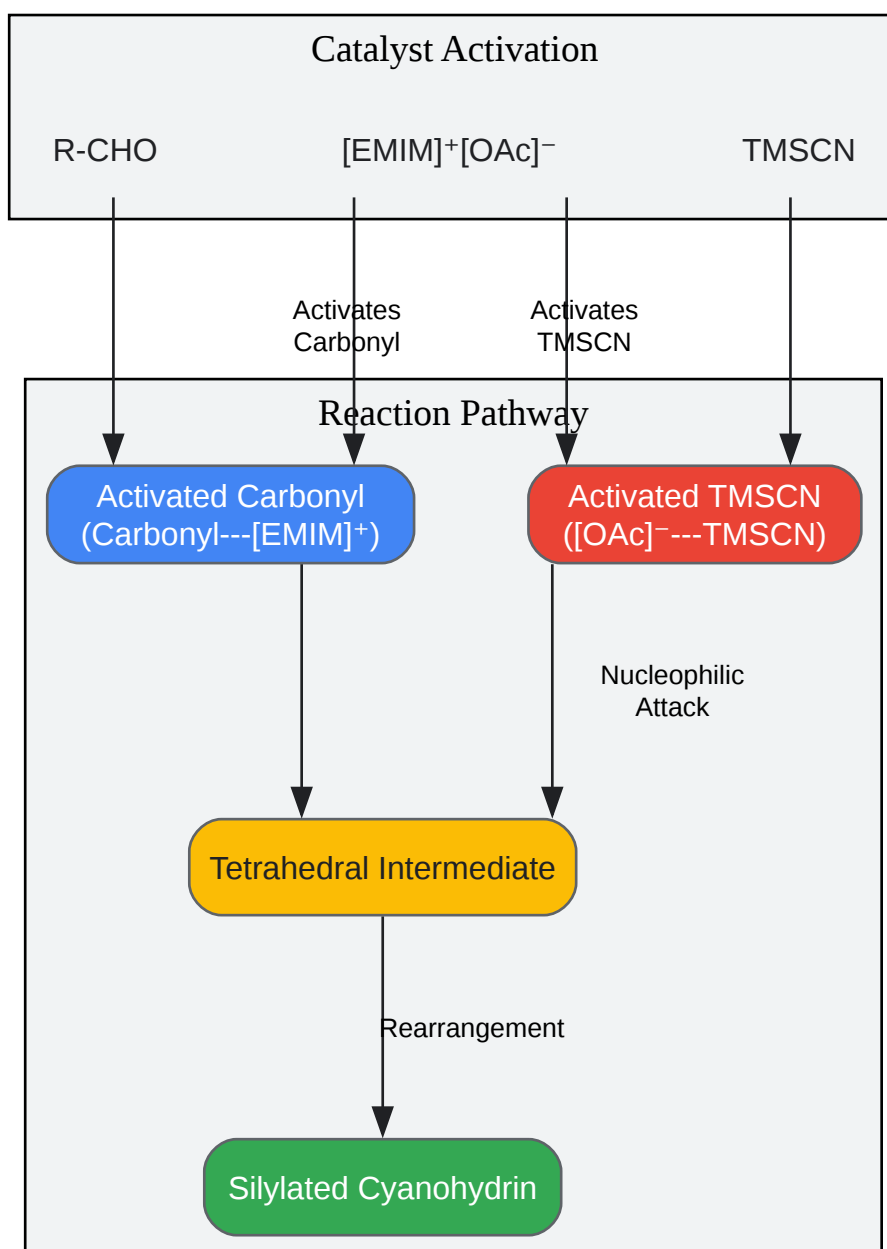 Catalyst Activation
R-CHO
[EMIM]⁺[OAc]⁻
TMSCN
Activates
Carbonyl
Activates
TMSCN
Reaction Pathway
Activated Carbonyl
(Carbonyl---[EMIM]⁺)
Activated TMSCN
([OAc]⁻---TMSCN)
Nucleophilic
Attack
Tetrahedral Intermediate
Rearrangement
Silylated Cyanohydrin